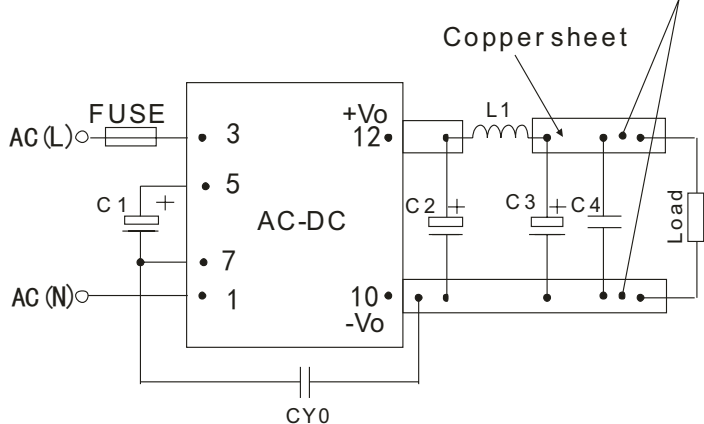 Copper sheet
FUSE
+Vo
L1
AC(L)
3
12
5
C1
+
AC-DC
C2
+
C3
+
C4
Load
7
AC(N)
1
10
-Vo
CY0